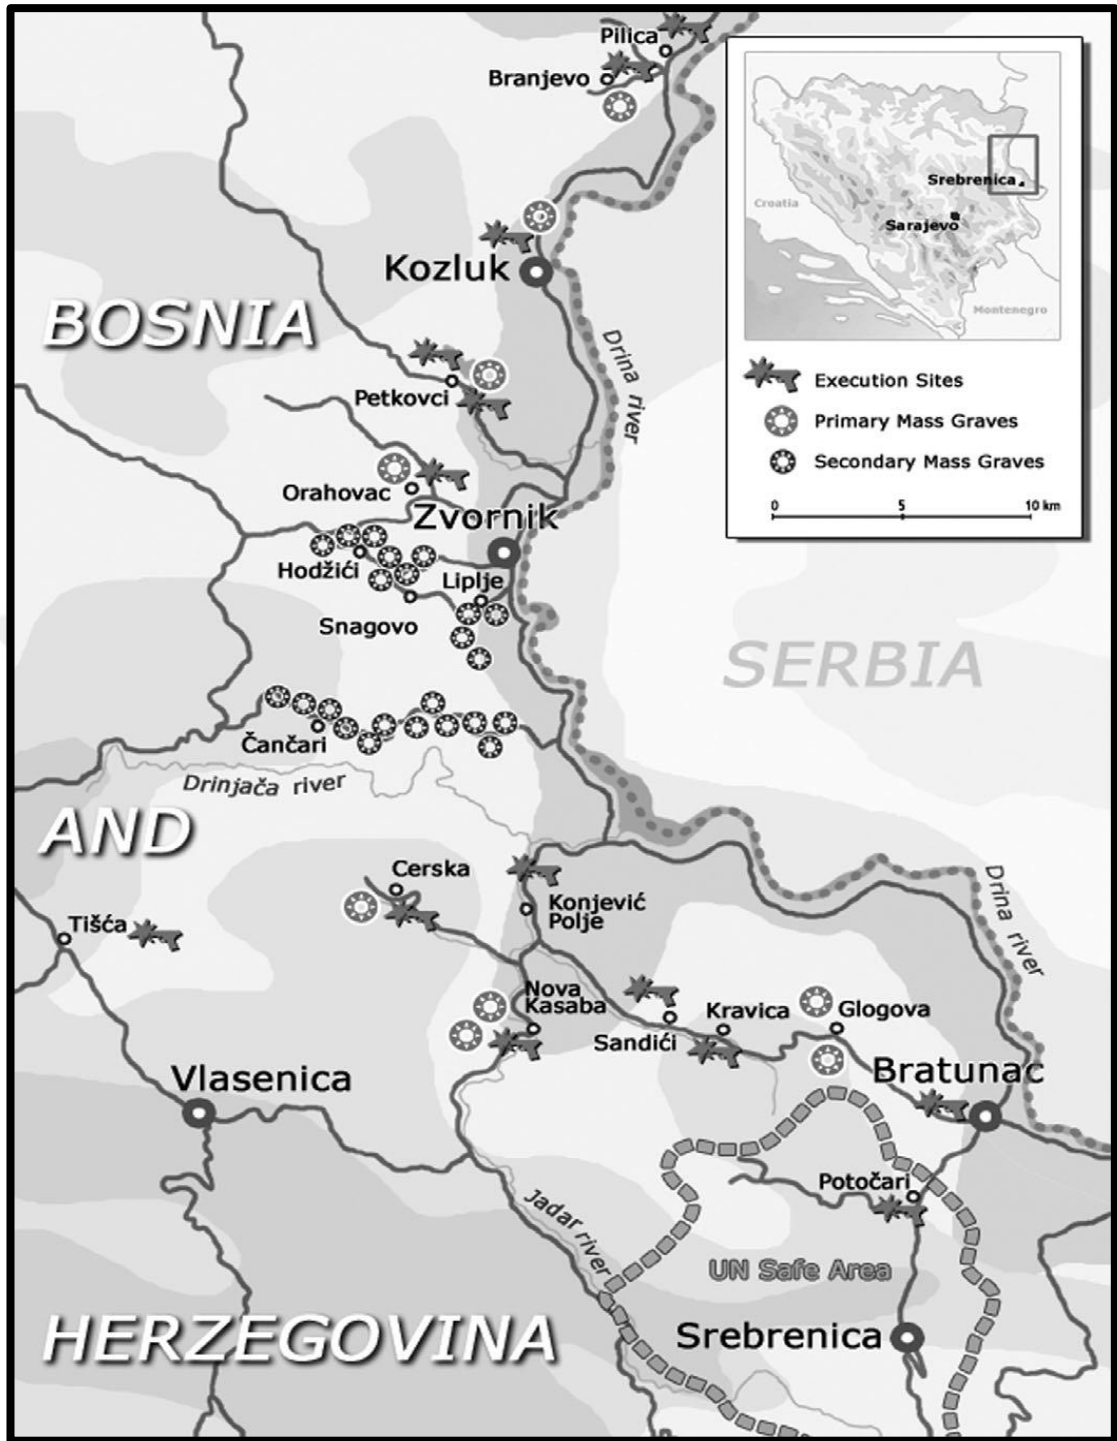 Pilica
Branjevo
Srebrenica
Croatia
Sarajevo
Montenegro
Kozluk
BOSNIA
Drina river
Execution Sites
Petkovci
Primary Mass Graves
Secondary Mass Graves
Orahovac
0 5 10 km
Zvornik
Hodžići
Liplje
Snagovo
SERBIA
Čančari
Drinjača river
AND
Cerska
Konjević
Polje
Drina river
Tišća
Nova
Kasaba
Kravica
Glogova
Sandići
Vlasenica
Bratunac
Potočari
Jadar river
UN Safe Area
HERZEGOVINA
Srebrenica